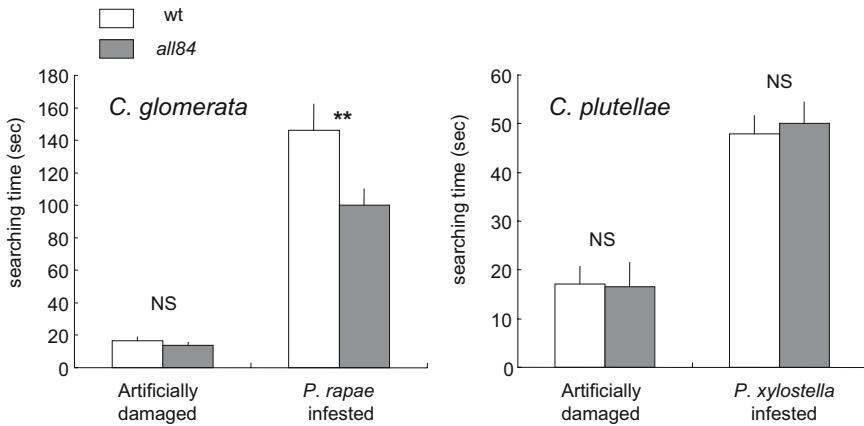 wt
all84
C. glomerata
searching time (sec)
180
160
140
120
100
80
60
40
20
0
NS
**
Artificially
damaged
P. rapae
infested
C. plutellae
searching time (sec)
60
50
40
30
20
10
0
NS
NS
Artificially
damaged
P. xylostella
infested